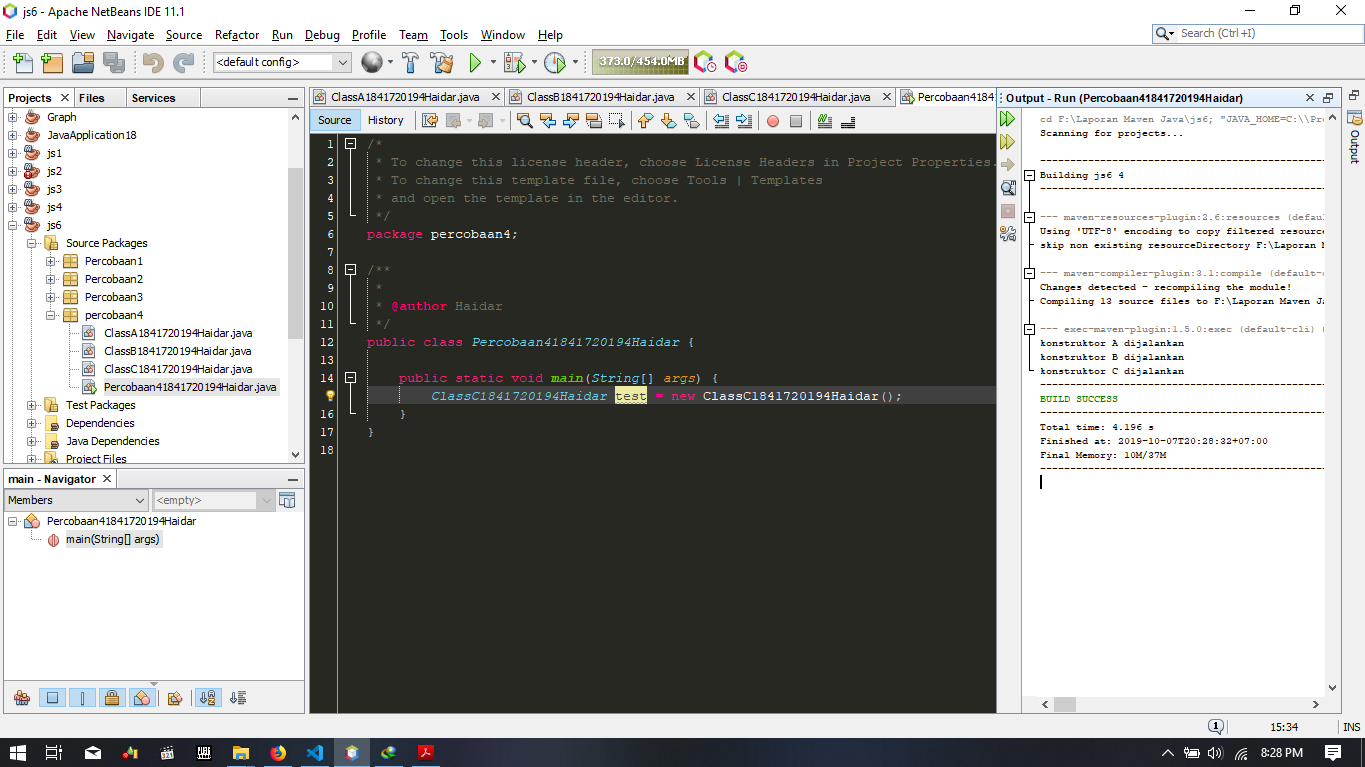 js6 - Apache NetBeans IDE 11.1
File Edit View Navigate Source Refactor Run Debug Profile Team Tools Window Help
Search (Ctrl+I)
<default config>
373.0/454.0MB
Projects Files Services
Graph
JavaApplication18
js1
js2
js3
js4
js6
Source Packages
Percobaan1
Percobaan2
Percobaan3
percobaan4
ClassA1841720194Haidar.java
ClassB1841720194Haidar.java
ClassC1841720194Haidar.java
Percobaan41841720194Haidar.java
Test Packages
Dependencies
Java Dependencies
Project Files
main - Navigator
Members
<empty>
Percobaan41841720194Haidar
main(String[] args)
ClassA1841720194Haidar.java ClassB1841720194Haidar.java ClassC1841720194Haidar.java Percobaan41841
Source History
1 /*
2 * To change this license header, choose License Headers in Project Properties.
3 * To change this template file, choose Tools | Templates
4 * and open the template in the editor.
5 */
6 package percobaan4;
7
8 /**
9 *
10 * @author Haidar
11 */
12 public class Percobaan41841720194Haidar {
13
14 public static void main(String[] args) {
ClassC1841720194Haidar test = new ClassC1841720194Haidar();
16 }
17 }
18
Output - Run (Percobaan41841720194Haidar)
cd F:\Laporan Maven Java\js6; "JAVA_HOME=C:\\Pro
Scanning for projects...
------------------------------------------------
Building js6 4
------------------------------------------------
--- maven-resources-plugin:2.6:resources (defau
Using 'UTF-8' encoding to copy filtered resourc
skip non existing resourceDirectory F:\Laporan M
--- maven-compiler-plugin:3.1:compile (default-c
Changes detected - recompiling the module!
Compiling 13 source files to F:\Laporan Maven Ja
--- exec-maven-plugin:1.5.0:exec (default-cli) 
konstruktor A dijalankan
konstruktor B dijalankan
konstruktor C dijalankan
------------------------------------------------
BUILD SUCCESS
------------------------------------------------
Total time: 4.196 s
Finished at: 2019-10-07T20:28:32+07:00
Final Memory: 10M/37M
------------------------------------------------
Output
1
15:34 INS
8:28 PM